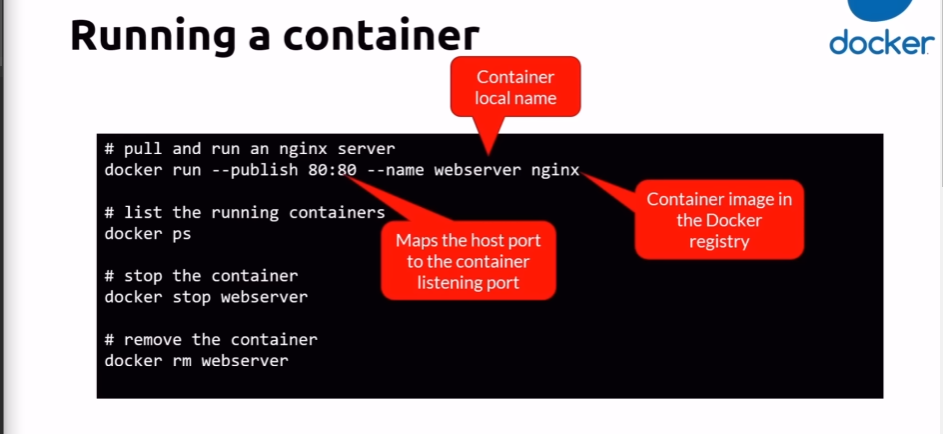 Running a container
docker
Container
local name
# pull and run an nginx server
docker run --publish 80:80 --name webserver nginx
Container image in
the Docker
registry
# list the running containers
docker ps
Maps the host port
to the container
listening port
# stop the container
docker stop webserver
# remove the container
docker rm webserver